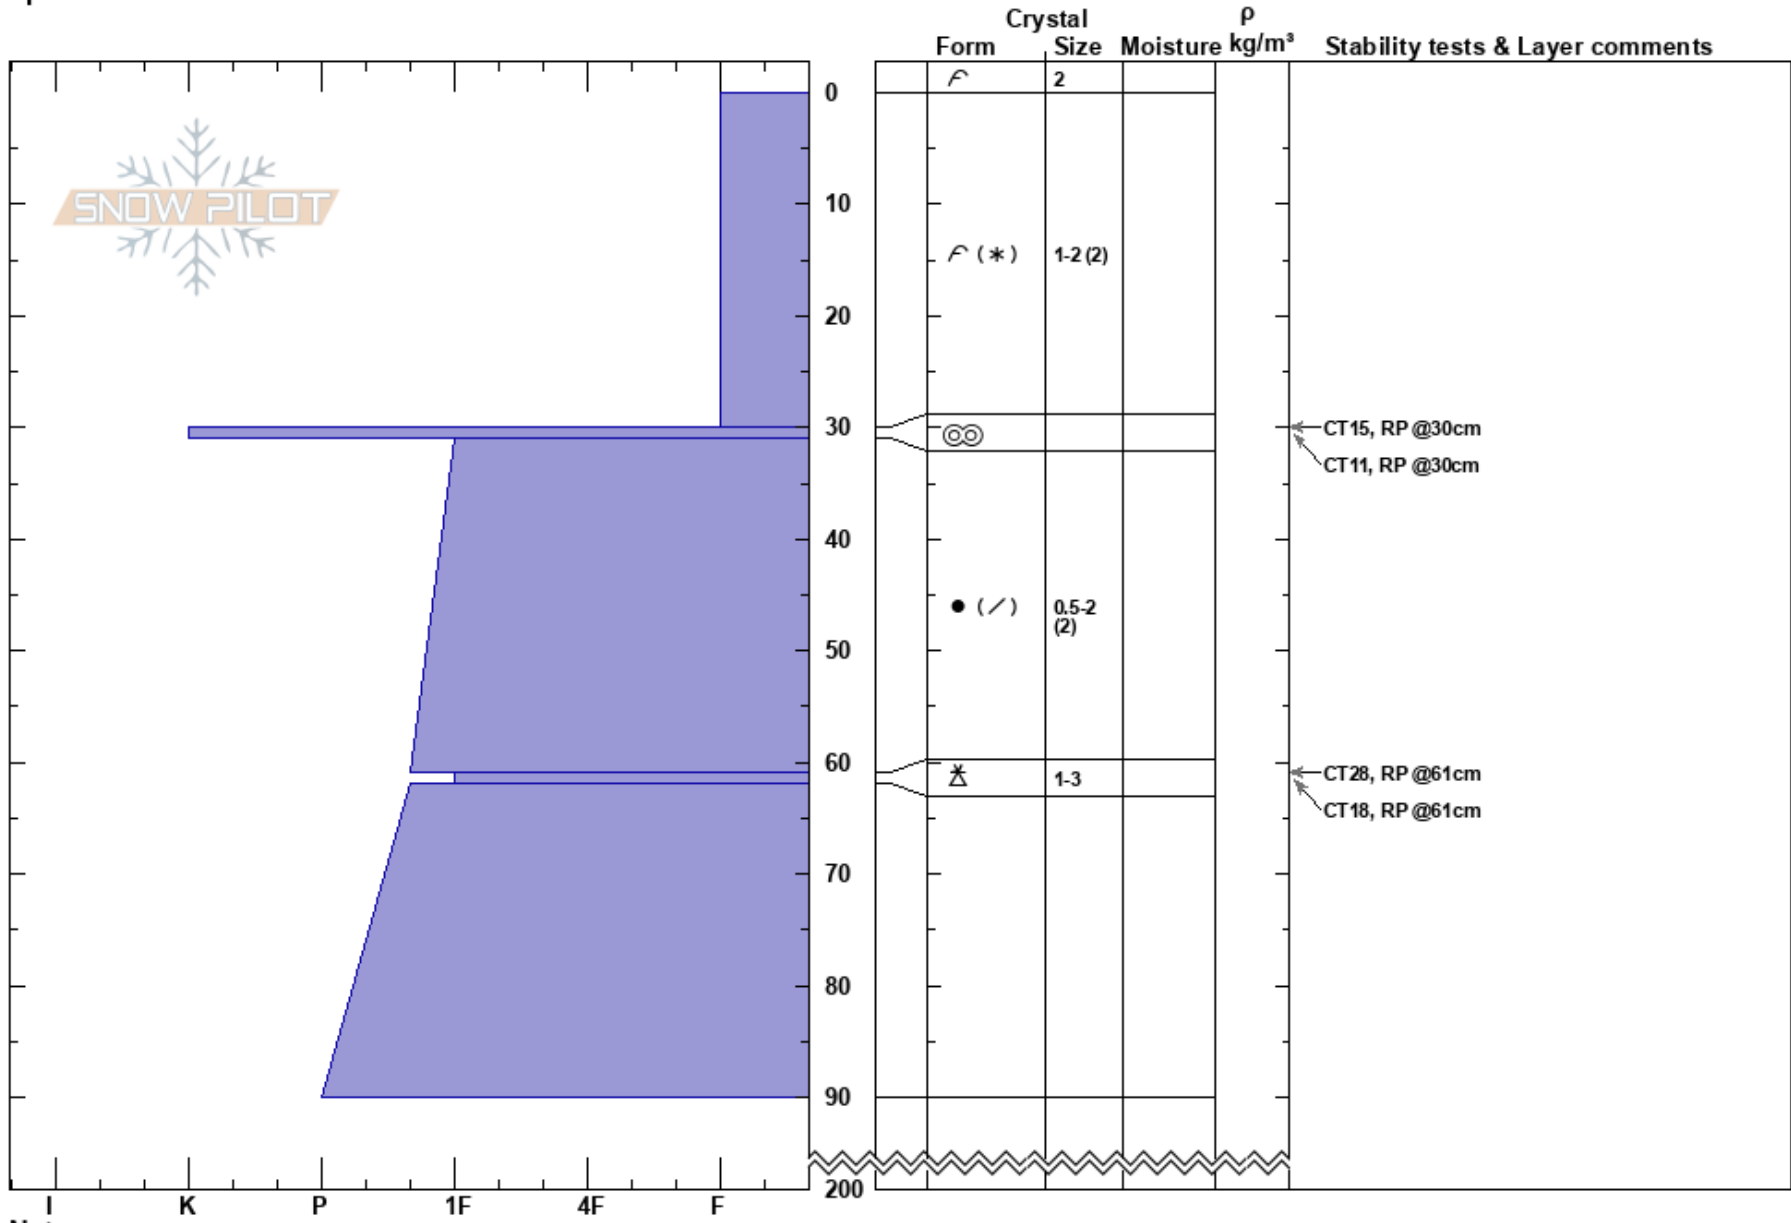 Crystal
ρ
Form Size Moisture kg/m³ Stability tests & Layer comments
2
0
SNOW PILOT
10
( * ) 1-2 (2)
20
30 CT15, RP @30cm
CT11, RP @30cm
40
● ( ∕ ) 0.5-2
(2)
50
60 CT28, RP @61cm
1-3
CT18, RP @61cm
70
80
90
200
I K P 1F 4F F